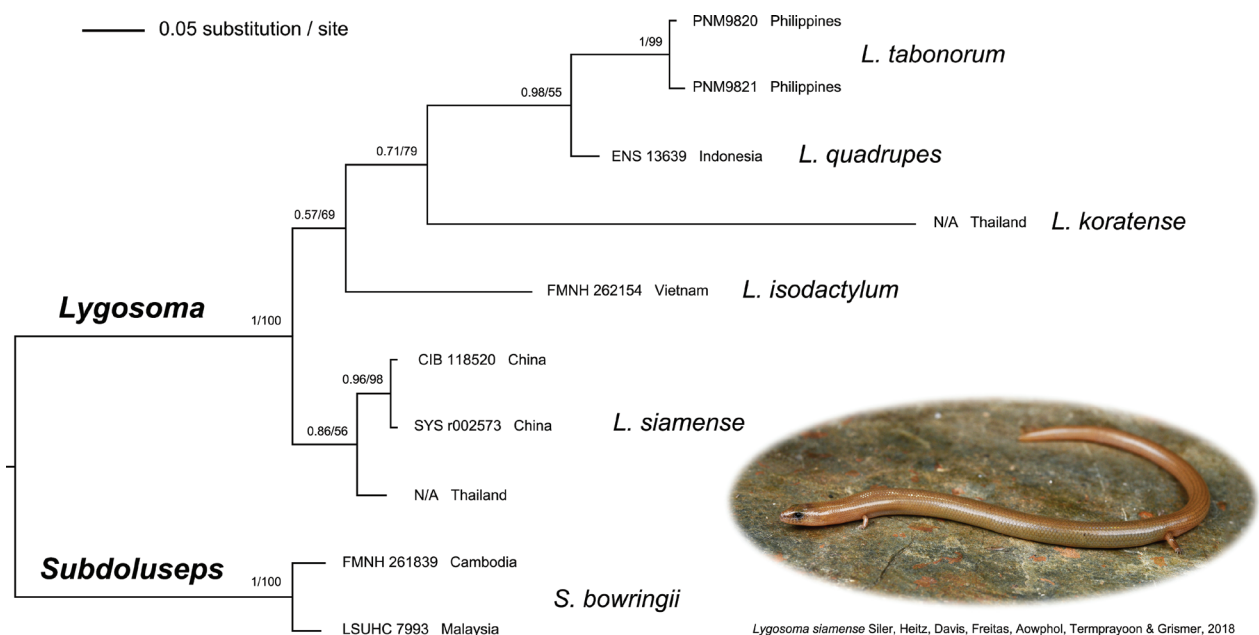 0.05 substitution / site
PNM9820 Philippines
1/99
L. tabonorum
PNM9821 Philippines
0.98/55
ENS 13639 Indonesia
L. quadrupes
0.71/79
0.57/69
N/A Thailand
L. koratense
FMNH 262154 Vietnam
L. isodactylum
Lygosoma
1/100
CIB 118520 China
0.96/98
SYS r002573 China
L. siamense
0.86/56
N/A Thailand
Subdoluseps
1/100
FMNH 261839 Cambodia
S. bowringii
LSUHC 7993 Malaysia
Lygosoma siamense Siler, Heitz, Davis, Freitas, Aowphol, Termprayoon & Grismer, 2018